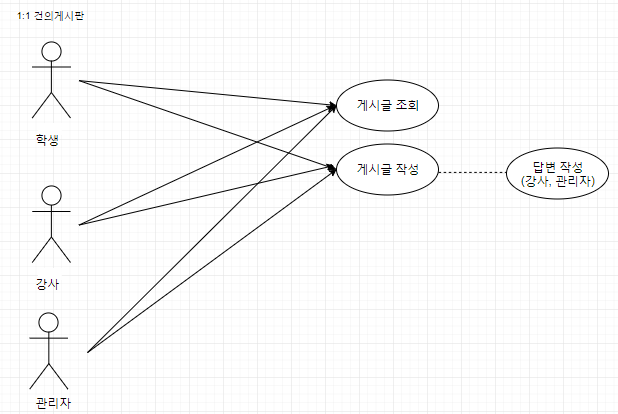 1:1 건의게시판
학생
게시글 조회
게시글 작성
답변 작성
(강사, 관리자)
강사
관리자